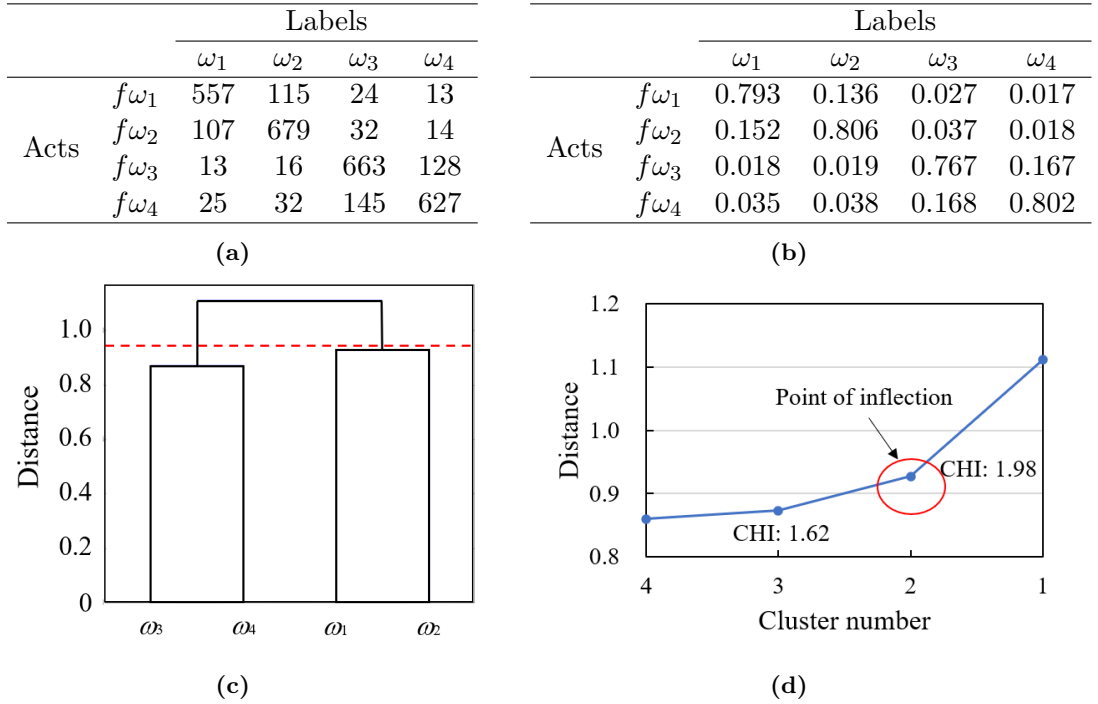 Labels
ω₁ ω₂ ω₃ ω₄
fω₁ 557 115 24 13
fω₂ 107 679 32 14
Acts
fω₃ 13 16 663 128
fω₄ 25 32 145 627
(a)
Labels
ω₁ ω₂ ω₃ ω₄
fω₁ 0.793 0.136 0.027 0.017
fω₂ 0.152 0.806 0.037 0.018
Acts
fω₃ 0.018 0.019 0.767 0.167
fω₄ 0.035 0.038 0.168 0.802
(b)
Distance
1.0
0.8
0.6
0.4
0.2
0
ω₃ ω₄ ω₁ ω₂
(c)
Distance
1.2
1.1
1.0
0.9
0.8
Point of inflection
CHI: 1.98
CHI: 1.62
4 3 2 1
Cluster number
(d)